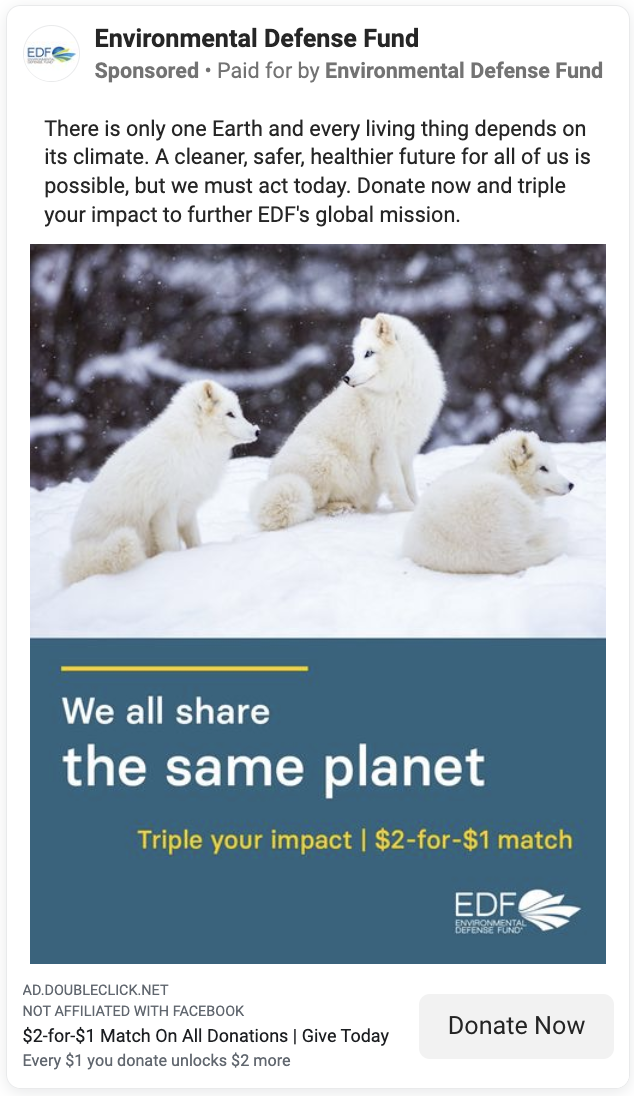 EDF
ENVIRONMENTAL
DEFENSE FUND
Environmental Defense Fund
Sponsored • Paid for by Environmental Defense Fund
There is only one Earth and every living thing depends on
its climate. A cleaner, safer, healthier future for all of us is
possible, but we must act today. Donate now and triple
your impact to further EDF's global mission.
We all share
the same planet
Triple your impact | $2-for-$1 match
EDF
ENVIRONMENTAL
DEFENSE FUND®
AD.DOUBLECLICK.NET
NOT AFFILIATED WITH FACEBOOK
$2-for-$1 Match On All Donations | Give Today
Every $1 you donate unlocks $2 more
Donate Now